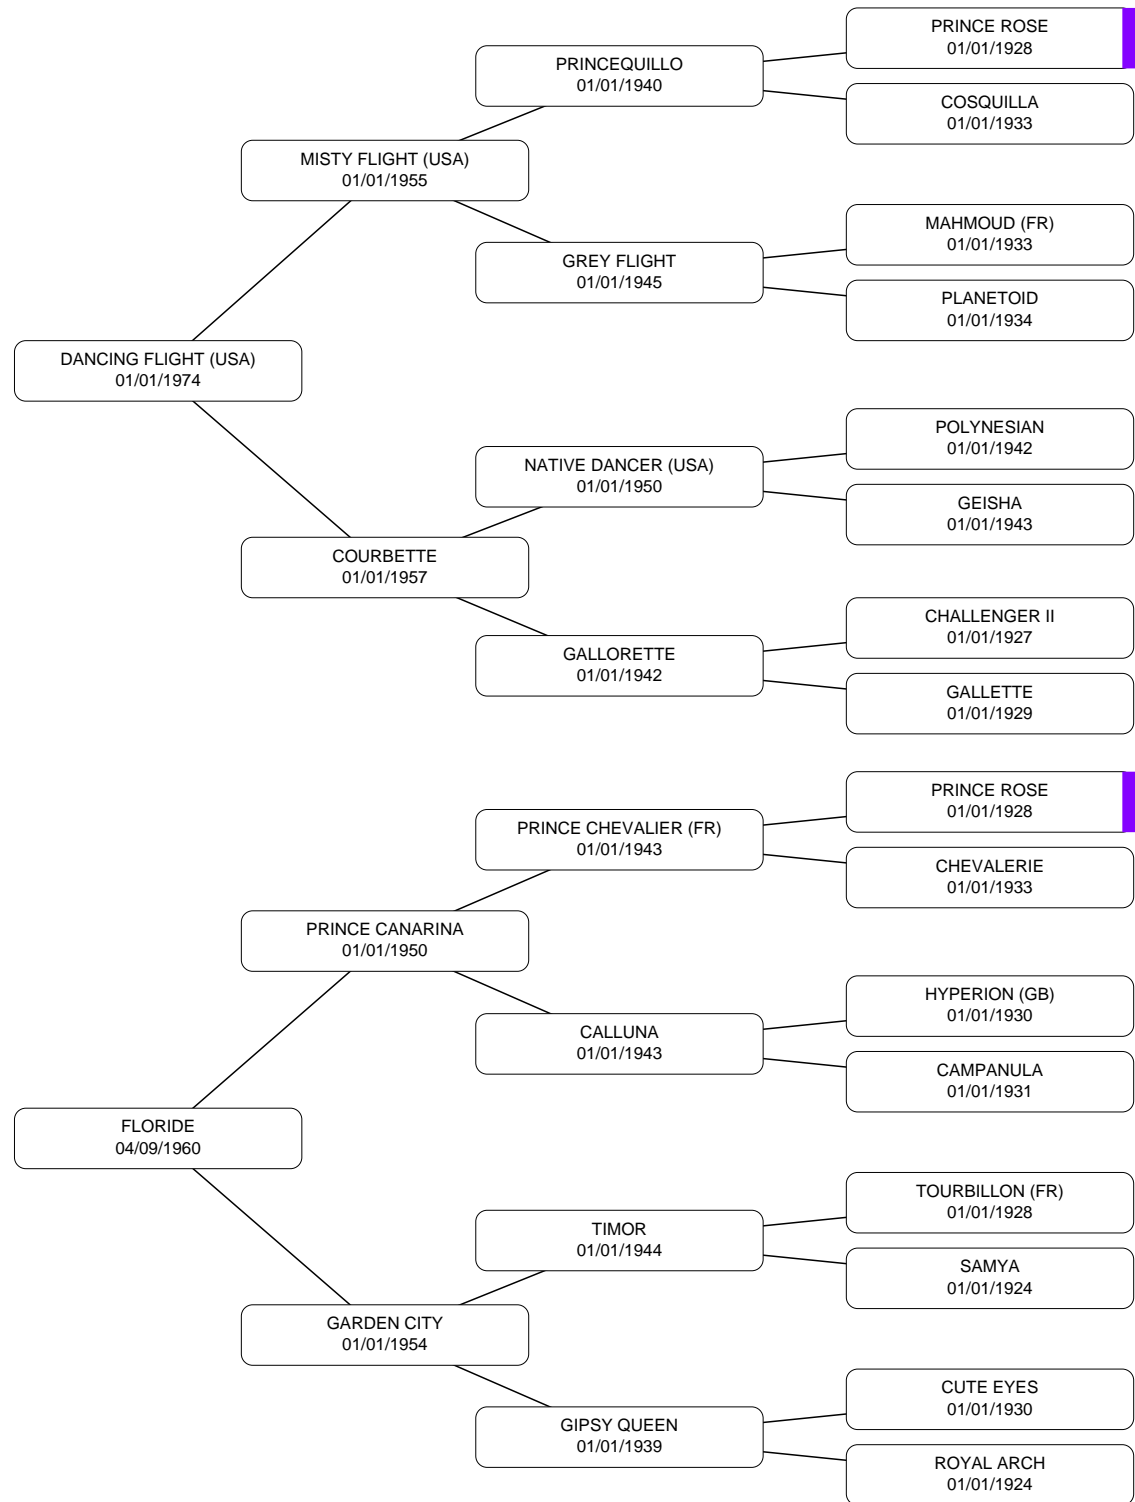 PRINCE ROSE
01/01/1928
PRINCEQUILLO
01/01/1940
COSQUILLA
01/01/1933
MISTY FLIGHT (USA)
01/01/1955
MAHMOUD (FR)
01/01/1933
GREY FLIGHT
01/01/1945
PLANETOID
01/01/1934
DANCING FLIGHT (USA)
01/01/1974
POLYNESIAN
01/01/1942
NATIVE DANCER (USA)
01/01/1950
GEISHA
01/01/1943
COURBETTE
01/01/1957
CHALLENGER II
01/01/1927
GALLORETTE
01/01/1942
GALLETTE
01/01/1929
PRINCE ROSE
01/01/1928
PRINCE CHEVALIER (FR)
01/01/1943
CHEVALERIE
01/01/1933
PRINCE CANARINA
01/01/1950
HYPERION (GB)
01/01/1930
CALLUNA
01/01/1943
CAMPANULA
01/01/1931
FLORIDE
04/09/1960
TOURBILLON (FR)
01/01/1928
TIMOR
01/01/1944
SAMYA
01/01/1924
GARDEN CITY
01/01/1954
CUTE EYES
01/01/1930
GIPSY QUEEN
01/01/1939
ROYAL ARCH
01/01/1924